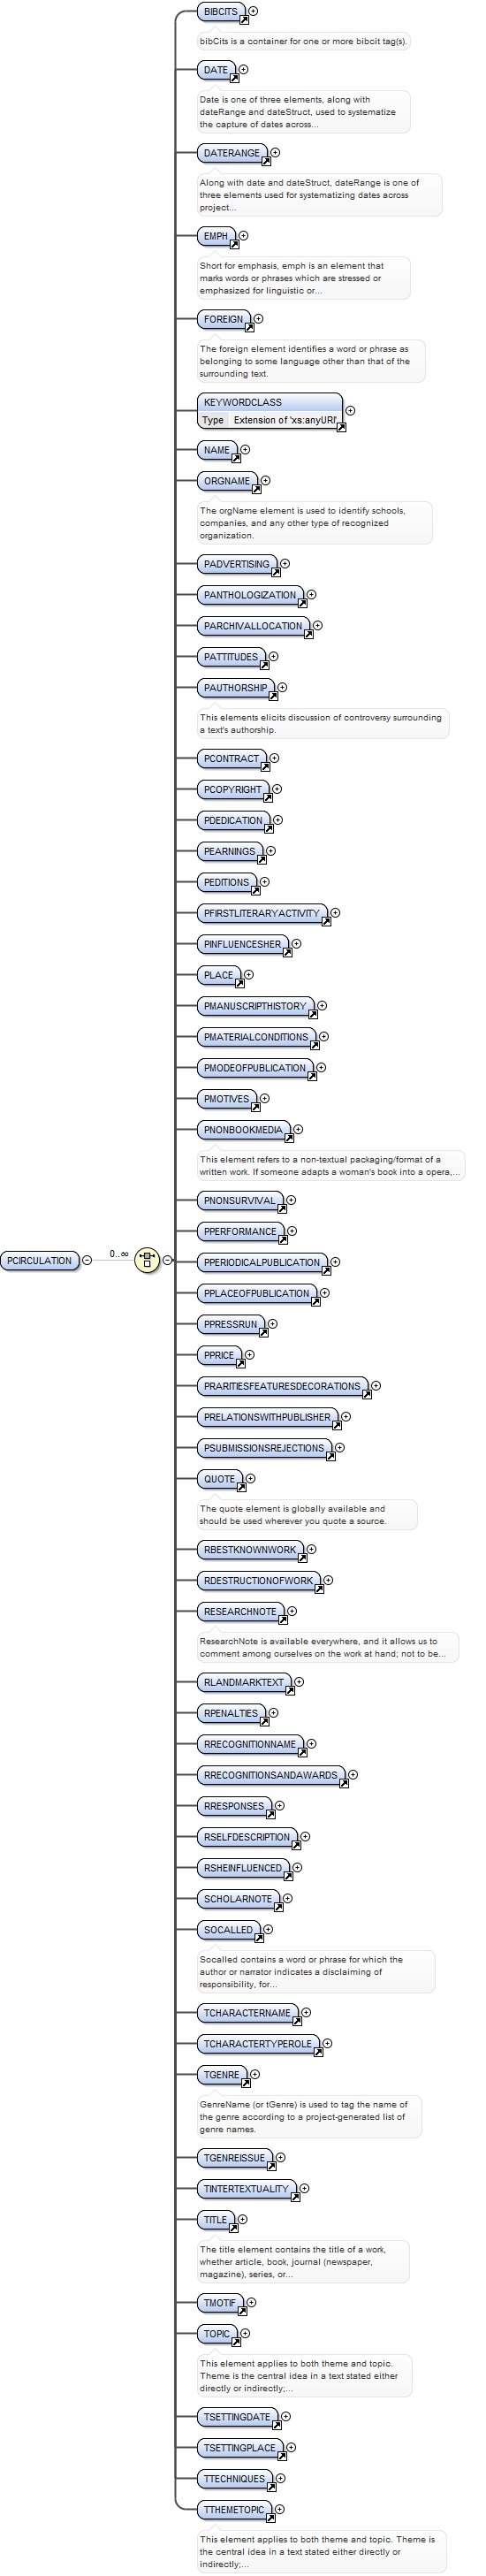 BIBCITS
bibCits is a container for one or more bibcit tag(s).
DATE
Date is one of three elements, along with
dateRange and dateStruct, used to systematize
the capture of dates across...
DATERANGE
Along with date and dateStruct, dateRange is one of
three elements used for systematizing dates across
project...
EMPH
Short for emphasis, emph is an element that
marks words or phrases which are stressed or
emphasized for linguistic or...
FOREIGN
The foreign element identifies a word or phrase as
belonging to some language other than that of the
surrounding text.
KEYWORDCLASS
Type Extension of 'xs:anyURI'
NAME
ORGNAME
The orgName element is used to identify schools,
companies, and any other type of recognized
organization.
PADVERTISING
PANTHOLOGIZATION
PARCHIVALLOCATION
PATTITUDES
PAUTHORSHIP
This elements elicits discussion of controversy surrounding
a text's authorship.
PCONTRACT
PCOPYRIGHT
PDEDICATION
PEARNINGS
PEDITIONS
PFIRSTLITERARYACTIVITY
PINFLUENCESHER
PLACE
PMANUSCRIPTHISTORY
PMATERIALCONDITIONS
PMODEOFPUBLICATION
PMOTIVES
PNONBOOKMEDIA
This element refers to a non-textual packaging/format of a
written work. If someone adapts a woman's book into a opera,...
PNONSURVIVAL
PPERFORMANCE
PCIRCULATION 0..∞
PPERIODICALPUBLICATION
PPLACEOFPUBLICATION
PPRESSRUN
PPRICE
PRARITIESFEATURESDECORATIONS
PRELATIONSWITHPUBLISHER
PSUBMISSIONSREJECTIONS
QUOTE
The quote element is globally available and
should be used wherever you quote a source.
RBESTKNOWNWORK
RDESTRUCTIONOFWORK
RESEARCHNOTE
ResearchNote is available everywhere, and it allows us to
comment among ourselves on the work at hand; not to be...
RLANDMARKTEXT
RPENALTIES
RRECOGNITIONNAME
RRECOGNITIONSANDAWARDS
RRESPONSES
RSELFDESCRIPTION
RSHEINFLUENCED
SCHOLARNOTE
SOCALLED
Socalled contains a word or phrase for which the
author or narrator indicates a disclaiming of
responsibility, for...
TCHARACTERNAME
TCHARACTERTYPEROLE
TGENRE
GenreName (or tGenre) is used to tag the name of
the genre according to a project-generated list of
genre names.
TGENREISSUE
TINTERTEXTUALITY
TITLE
The title element contains the title of a work,
whether article, book, journal (newspaper,
magazine), series, or...
TMOTIF
TOPIC
This element applies to both theme and topic.
Theme is the central idea in a text stated either
directly or indirectly;...
TSETTINGDATE
TSETTINGPLACE
TTECHNIQUES
TTHEMETOPIC
This element applies to both theme and topic. Theme is
the central idea in a text stated either directly or
indirectly;...